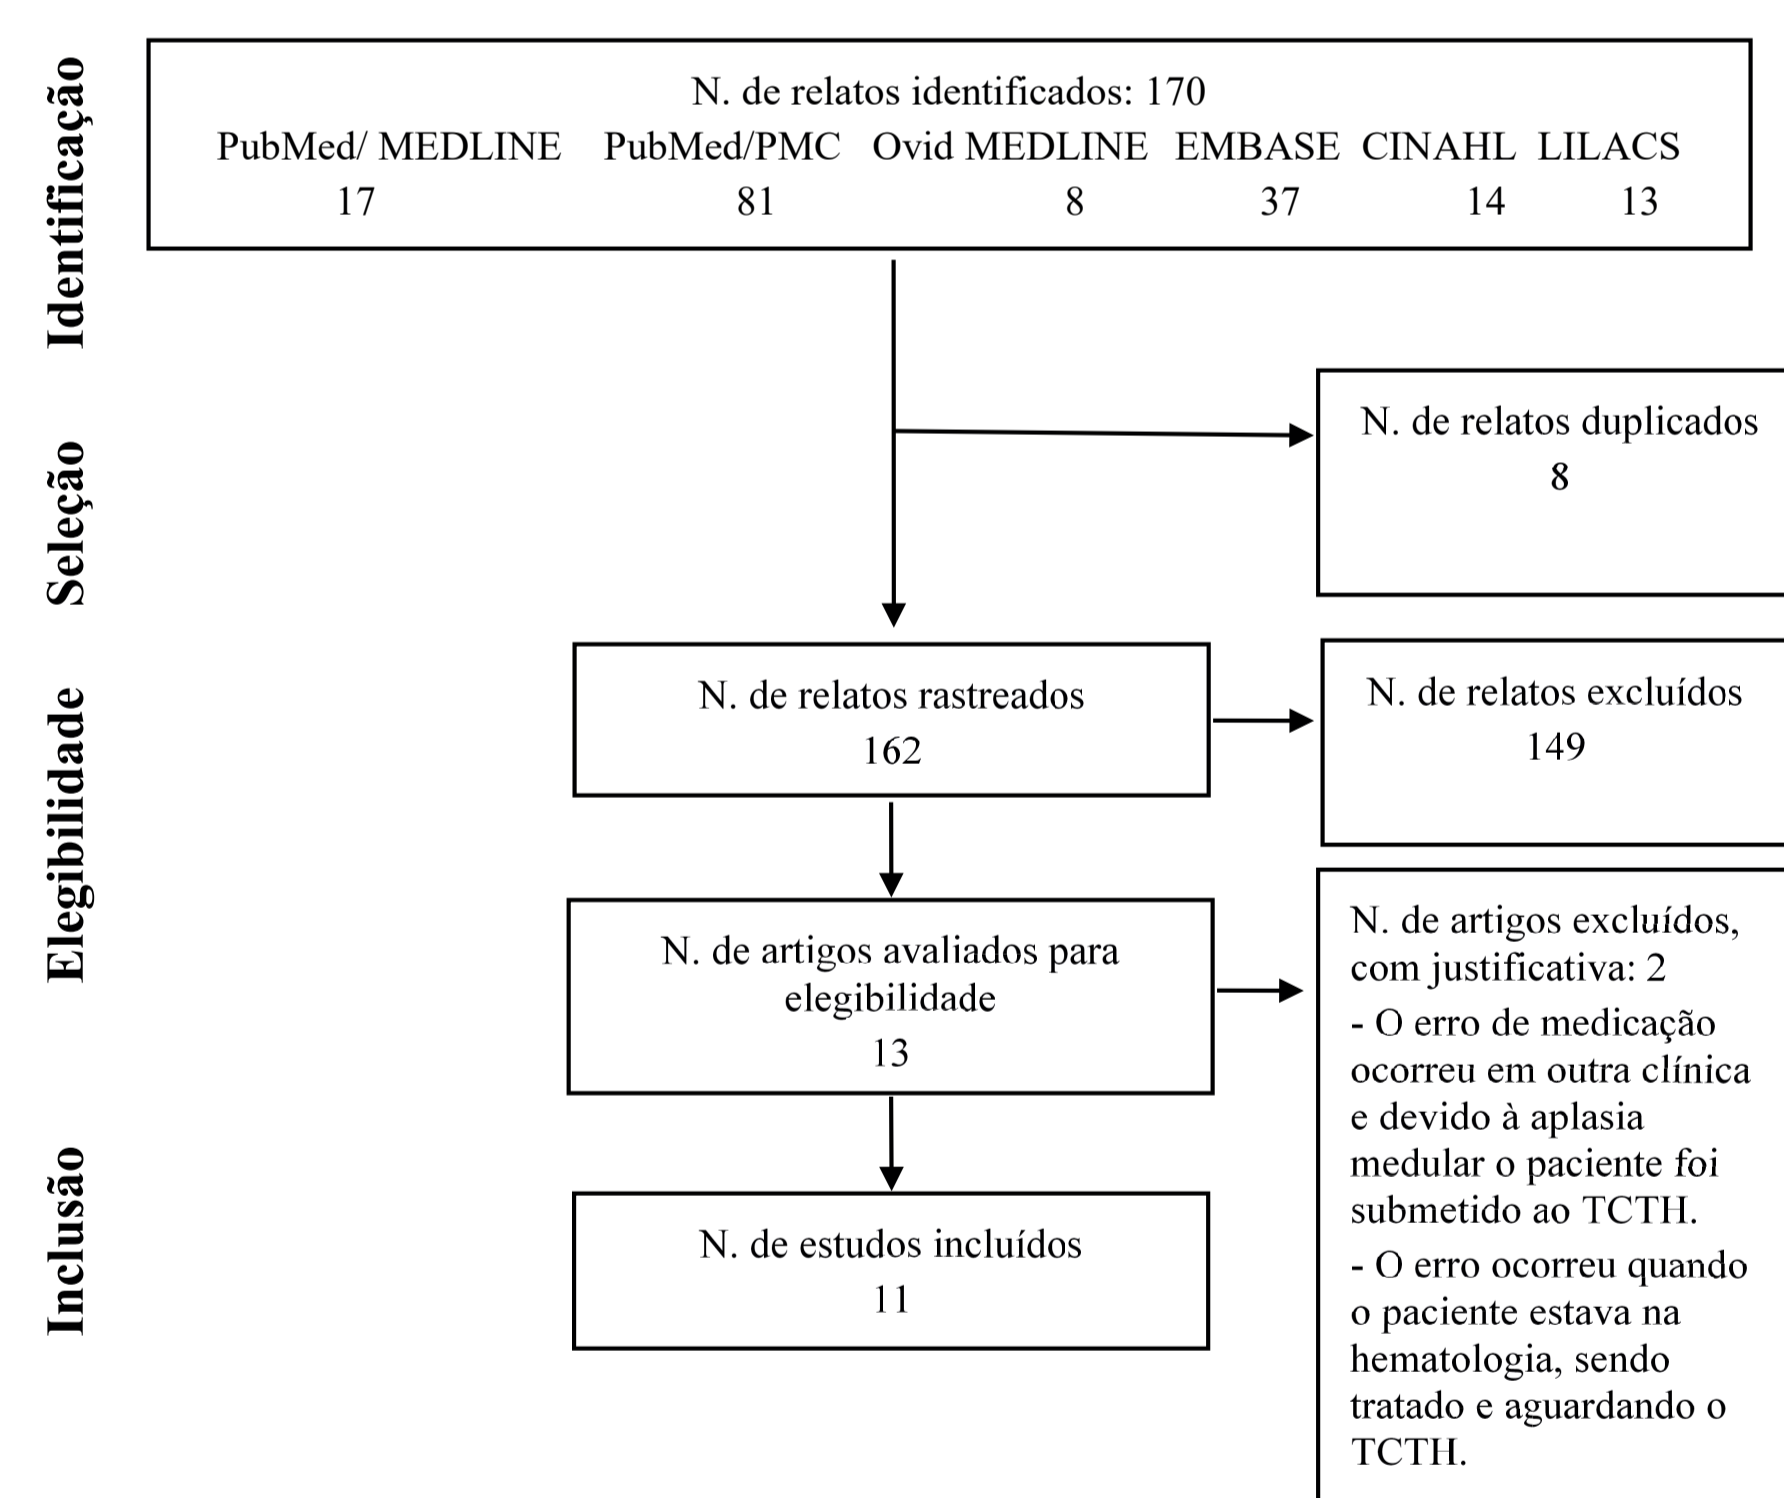 Identificação
N. de relatos identificados: 170
PubMed/ MEDLINE PubMed/PMC Ovid MEDLINE EMBASE CINAHL LILACS
17 81 8 37 14 13
Seleção
N. de relatos duplicados
8
Elegibilidade
N. de relatos rastreados
162
N. de relatos excluídos
149
N. de artigos avaliados para
elegibilidade
13
N. de artigos excluídos,
com justificativa: 2
- O erro de medicação
ocorreu em outra clínica
e devido à aplasia
medular o paciente foi
submetido ao TCTH.
- O erro ocorreu quando
o paciente estava na
hematologia, sendo
tratado e aguardando o
TCTH.
Inclusão
N. de estudos incluídos
11